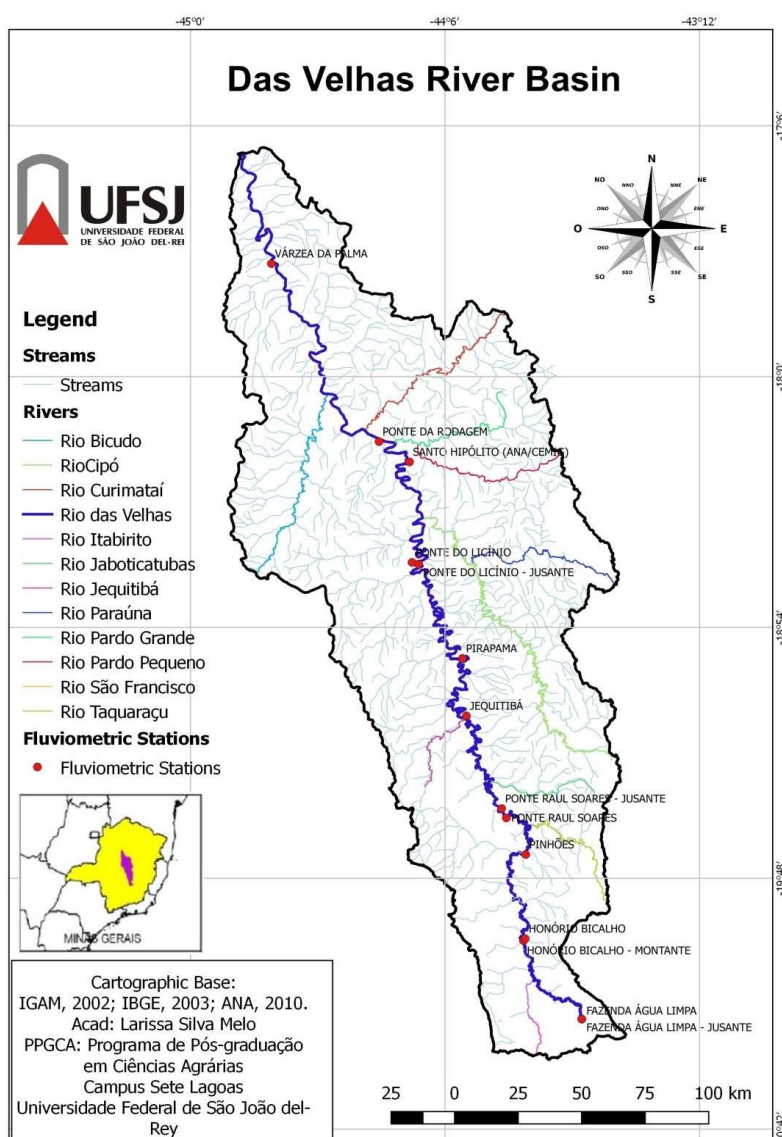 -45°0'
-44°6'
-43°12'
Das Velhas River Basin
-17°6'
UFSJ
UNIVERSIDADE FEDERAL
DE SÃO JOÃO DEL-REI
N
NNO
NNE
NO
NE
ONO
ENE
O
E
OSO
ESE
SO
SE
SSO
SSE
S
VÁRZEA DA PALMA
Legend
Streams
Streams
Rivers
Rio Bicudo
RioCipó
Rio Curimataí
Rio das Velhas
Rio Itabirito
Rio Jaboticatubas
Rio Jequitibá
Rio Paraúna
Rio Pardo Grande
Rio Pardo Pequeno
Rio São Francisco
Rio Taquaraçu
Fluviometric Stations
Fluviometric Stations
PONTE DA RODAGEM
SANTO HIPÓLITO (ANA/CEMIG)
PONTE DO LICÍNIO
PONTE DO LICÍNIO - JUSANTE
-18°54'
PIRAPAMA
JEQUITIBÁ
PONTE RAUL SOARES - JUSANTE
PONTE RAUL SOARES
PINHÕES
-19°48'
HONÓRIO BICALHO
HONÓRIO BICALHO - MONTANTE
FAZENDA ÁGUA LIMPA
FAZENDA ÁGUA LIMPA - JUSANTE
MINAS GERAIS
Cartographic Base:
IGAM, 2002; IBGE, 2003; ANA, 2010.
Acad: Larissa Silva Melo
PPGCA: Programa de Pós-graduação
em Ciências Agrárias
Campus Sete Lagoas
Universidade Federal de São João del-
Rey
25 0 25 50 75 100 km